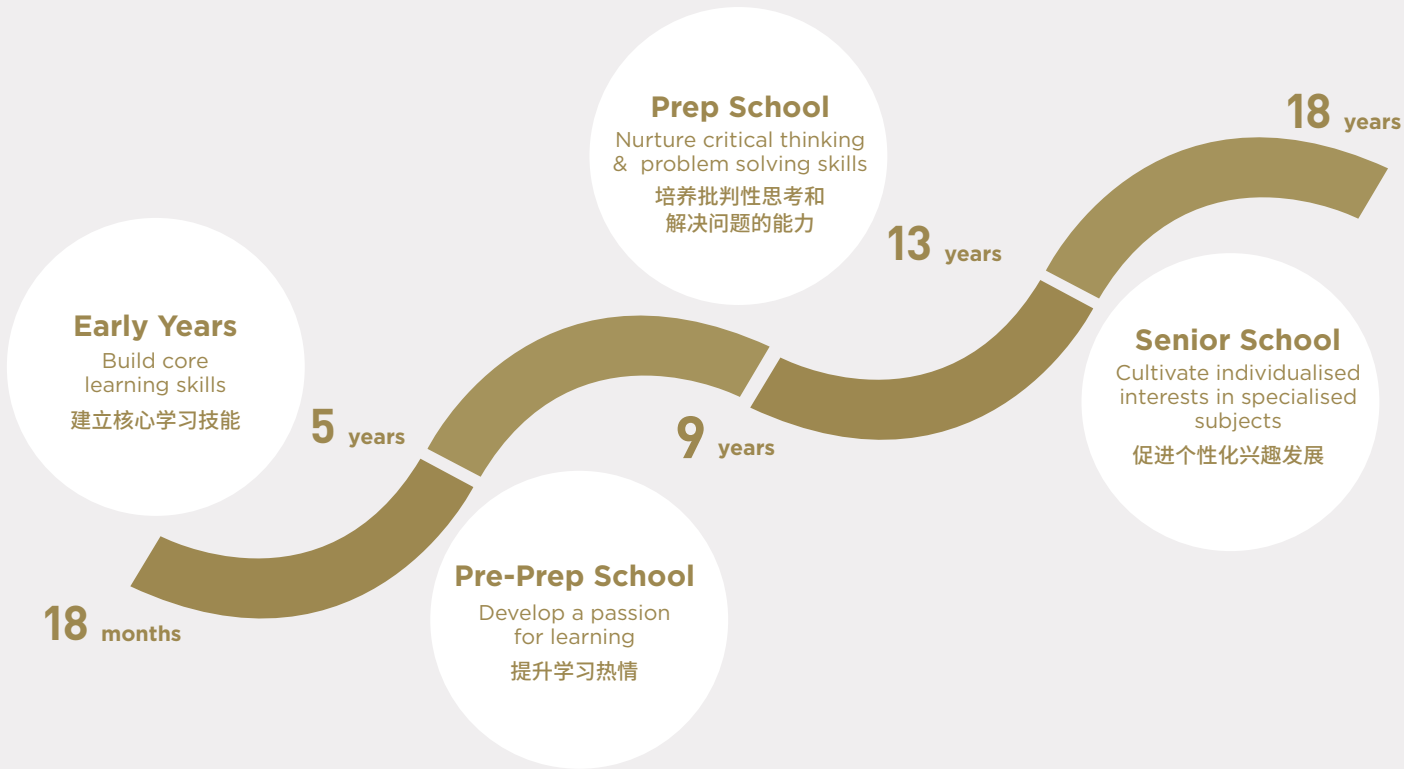 18 months
Early Years
Build core
learning skills
建立核心学习技能
5 years
Pre-Prep School
Develop a passion
for learning
提升学习热情
9 years
Prep School
Nurture critical thinking
& problem solving skills
培养批判性思考和
解决问题的能力
13 years
Senior School
Cultivate individualised
interests in specialised
subjects
促进个性化兴趣发展
18 years